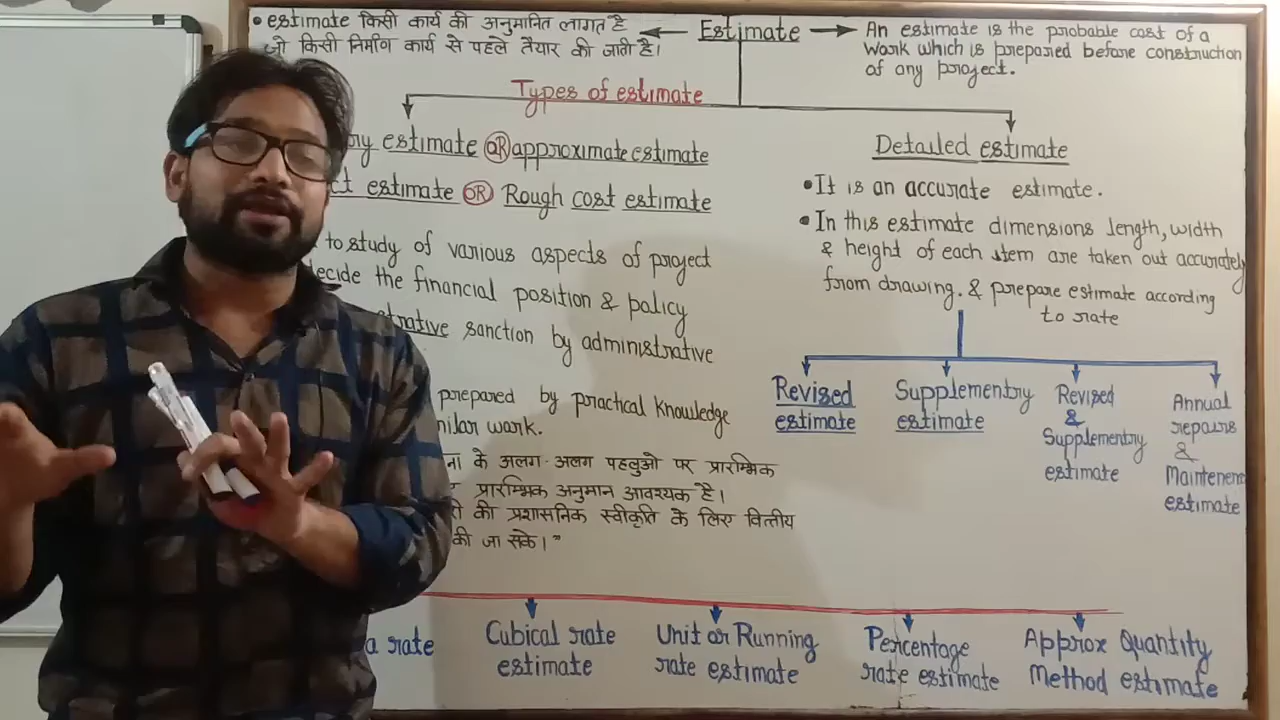 • estimate किसी कार्य की अनुमानित लागत है
जो किसी निर्माण कार्य से पहले तैयार की जाती है।
Estimate
An estimate is the probable cost of a
work which is prepared before construction
of any project.
Types of estimate
estimate OR approximate estimate
estimate OR Rough cost estimate
to study of various aspects of project
decide the financial position & policy
sanction by administrative
prepared by practical knowledge
work.
के अलग-अलग पहलुओ पर प्रारम्भिक
प्रारम्भिक अनुमान आवश्यक है।
की प्रशासनिक स्वीकृति के लिए वित्तीय
की जा सके।"
Detailed estimate
• It is an accurate estimate.
• In this estimate dimensions length, width
& height of each item are taken out accurately
from drawing. & prepare estimate according
to rate
Revised
estimate
Supplementry
estimate
Revised
&
Supplementry
estimate
Annual
repairs
&
Maintenenc
estimate
a rate
Cubical rate
estimate
Unit or Running
rate estimate
Percentage
rate estimate
Approx Quantity
Method estimate